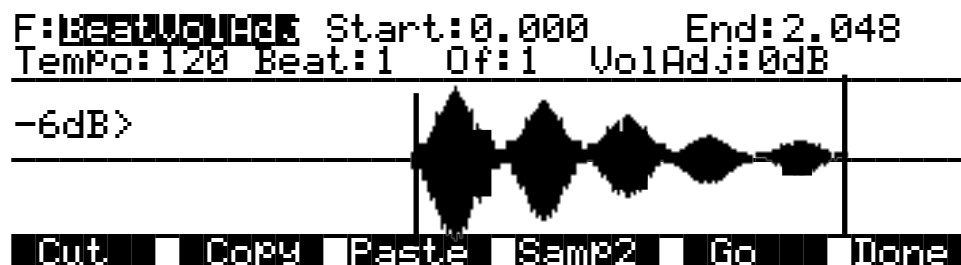 F:BeatVolAdj Start:0.000 End:2.048
Tempo:120 Beat:1 Of:1 VolAdj:0dB
-6dB>
Cut Copy Paste Samp2 Go Done